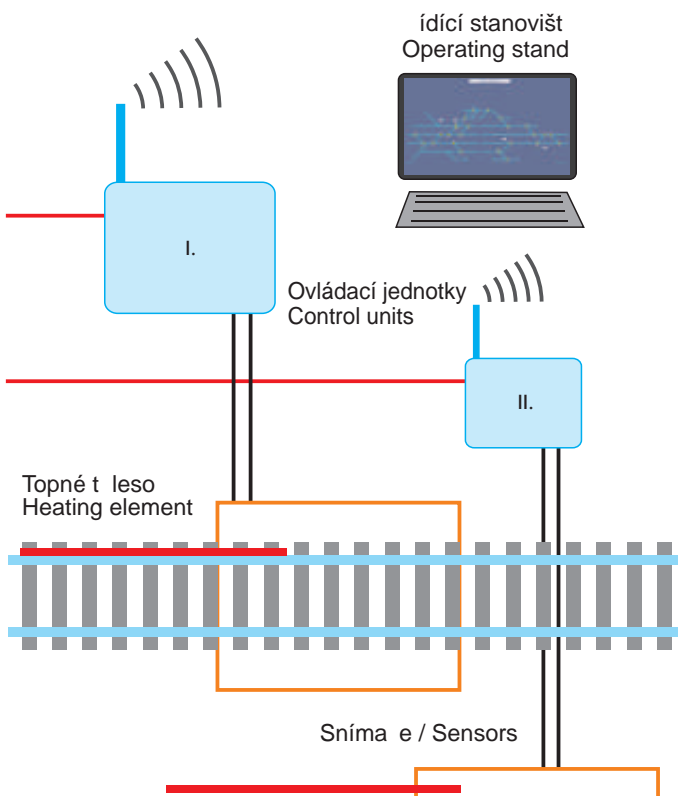 ídící stanovišt
Operating stand
I.
Ovládací jednotky
Control units
II.
Topné t leso
Heating element
Sníma e / Sensors